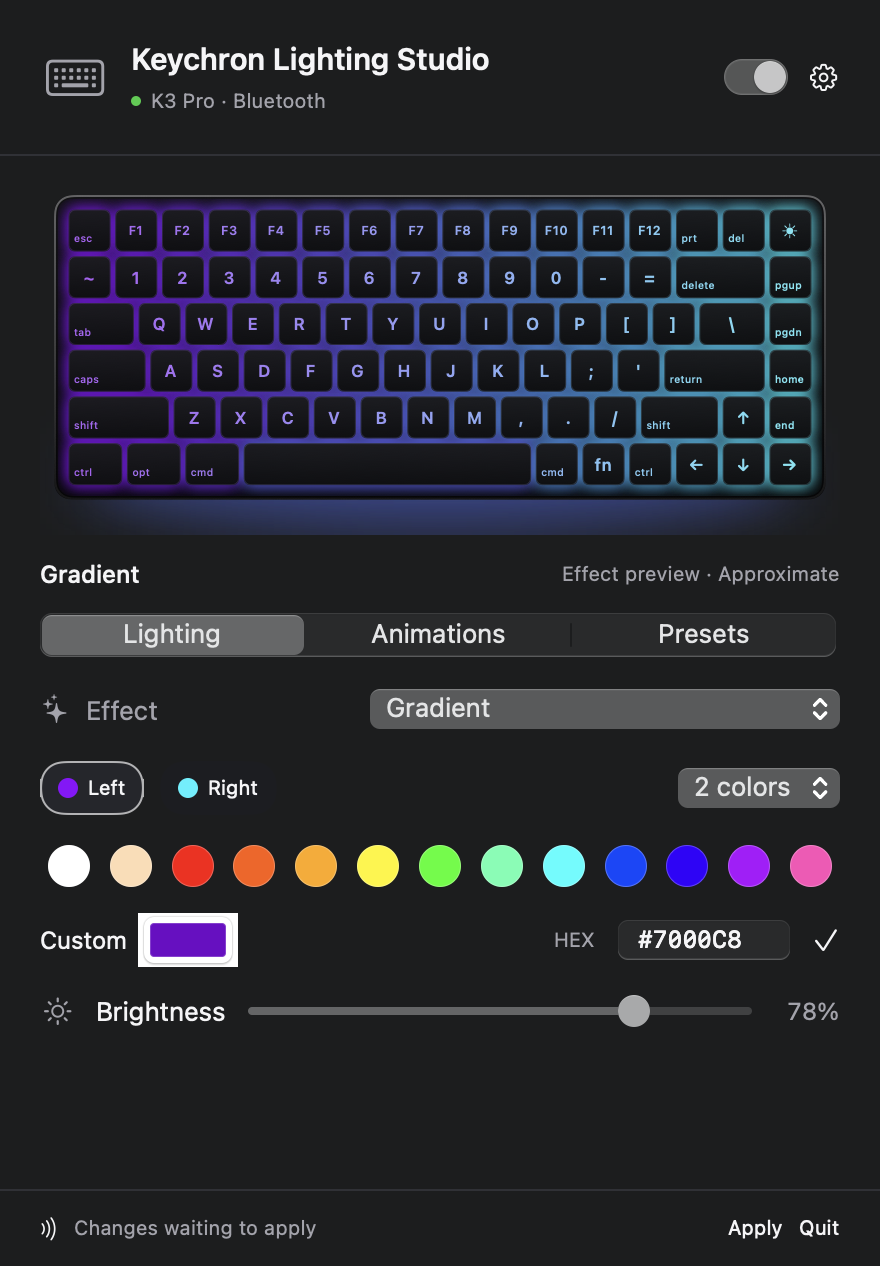 Keychron Lighting Studio
K3 Pro · Bluetooth
esc F1 F2 F3 F4 F5 F6 F7 F8 F9 F10 F11 F12 prt del
~ 1 2 3 4 5 6 7 8 9 0 - = delete pgup
tab Q W E R T Y U I O P [ ] \ pgdn
caps A S D F G H J K L ; ' return home
shift Z X C V B N M , . / shift ↑ end
ctrl opt cmd cmd fn ctrl ← ↓ →
Gradient Effect preview · Approximate
Lighting Animations Presets
Effect Gradient
Left Right 2 colors
Custom HEX #7000C8
Brightness 78%
Changes waiting to apply Apply Quit